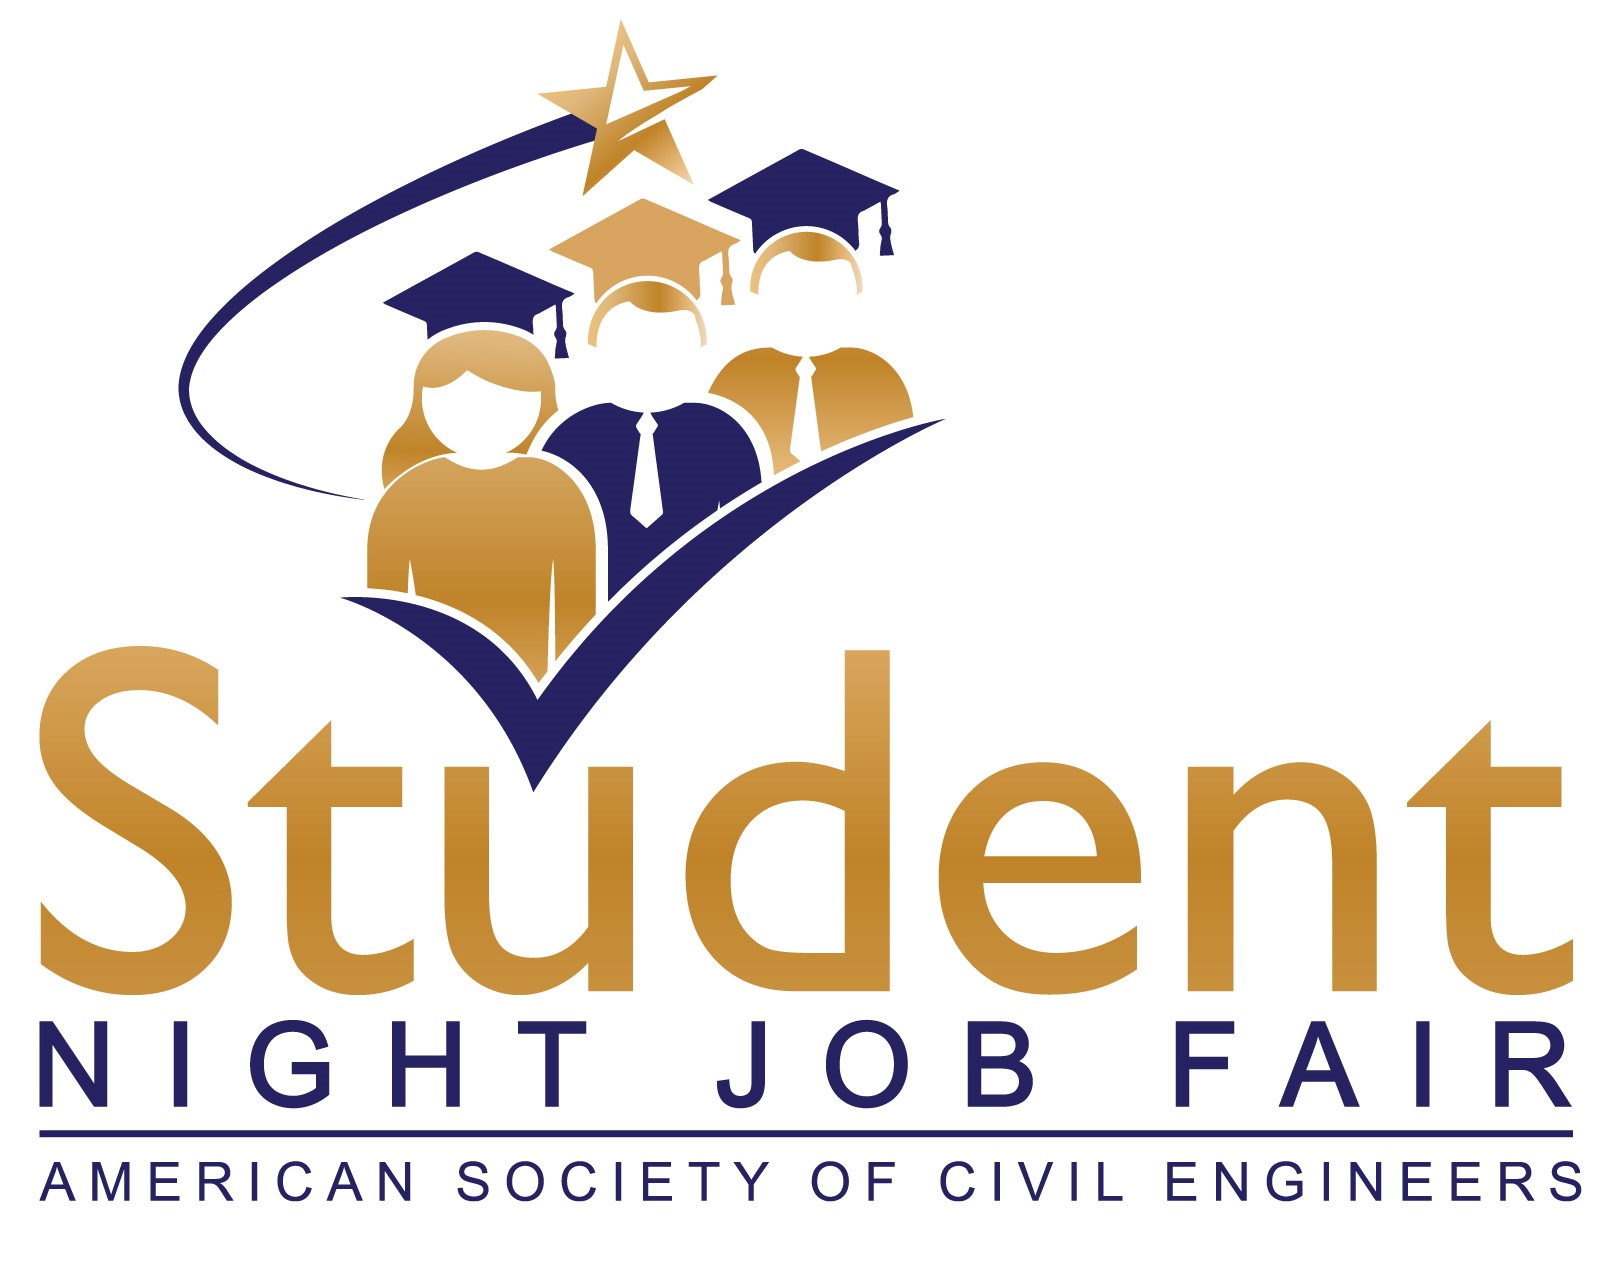 Student
NIGHT JOB FAIR
AMERICAN SOCIETY OF CIVIL ENGINEERS